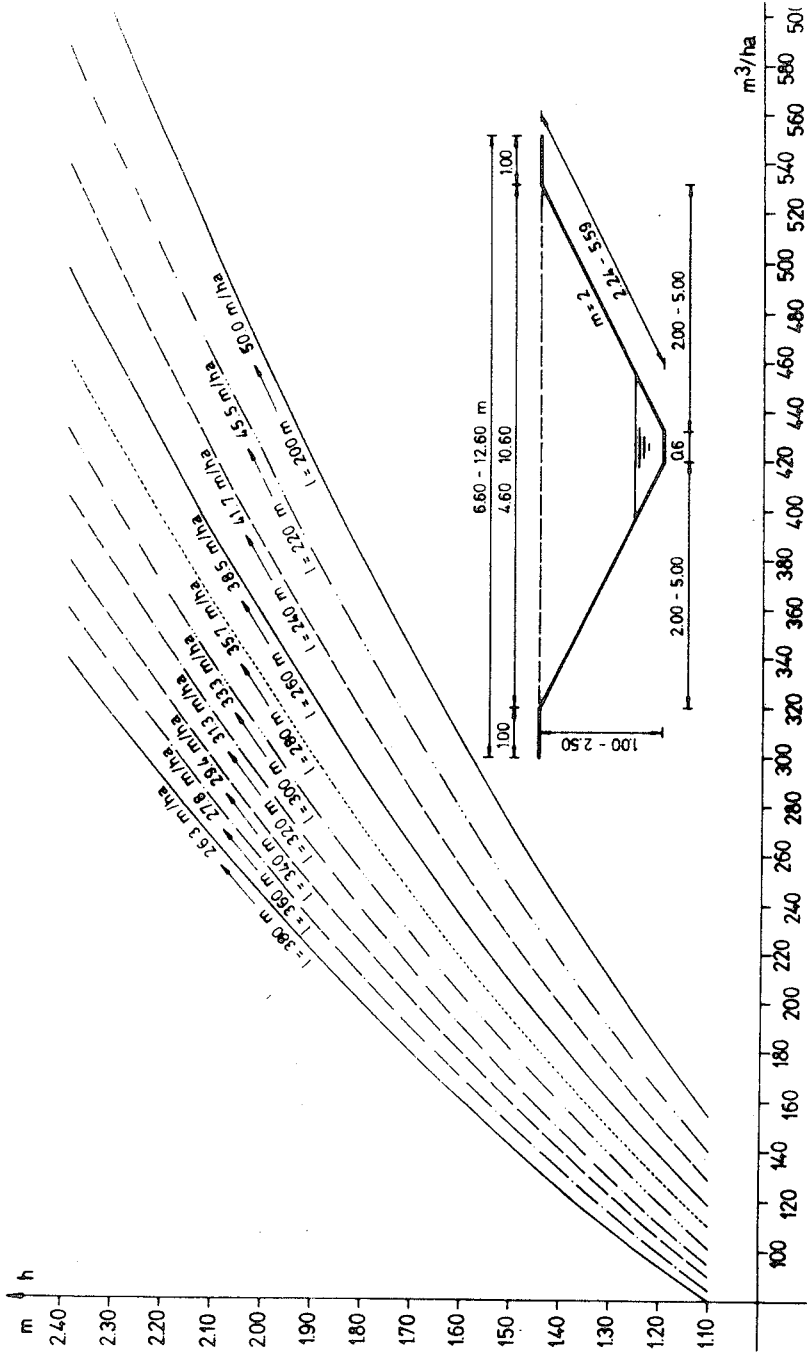 h
m
2.40
2.30
2.20
2.10
2.00
1.90
1.80
1.70
1.60
1.50
1.40
1.30
1.20
1.10
26.3 m/ha
27.8 m/ha
29.4 m/ha
31.3 m/ha
33.3 m/ha
35.7 m/ha
38.5 m/ha
41.7 m/ha
45.5 m/ha
50.0 m/ha
l = 380 m
l = 360 m
l = 340 m
l = 320 m
l = 300 m
l = 280 m
l = 260 m
l = 240 m
l = 220 m
l = 200 m
6.60 - 12.60 m
1.00 4.60 - 10.60 1.00
1.00 - 2.50
m = 2
2.24 - 5.59
2.00 - 5.00 0.6 2.00 - 5.00
m³/ha
100 120 140 160 180 200 220 240 260 280 300 320 340 360 380 400 420 440 460 480 500 520 540 560 580